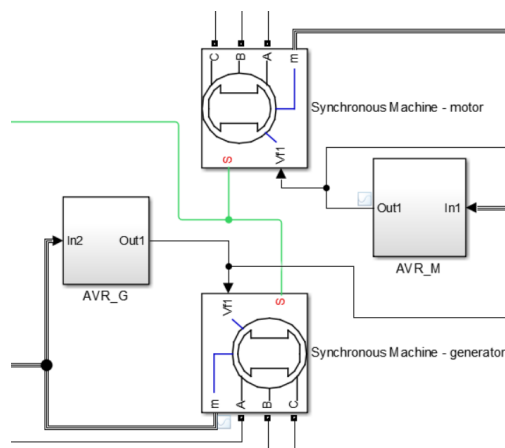 C B A m
Synchronous Machine - motor
S Vf1
Out1 In1
AVR_M
In2 Out1
AVR_G
Vf1 S
Synchronous Machine - generator
m A B C